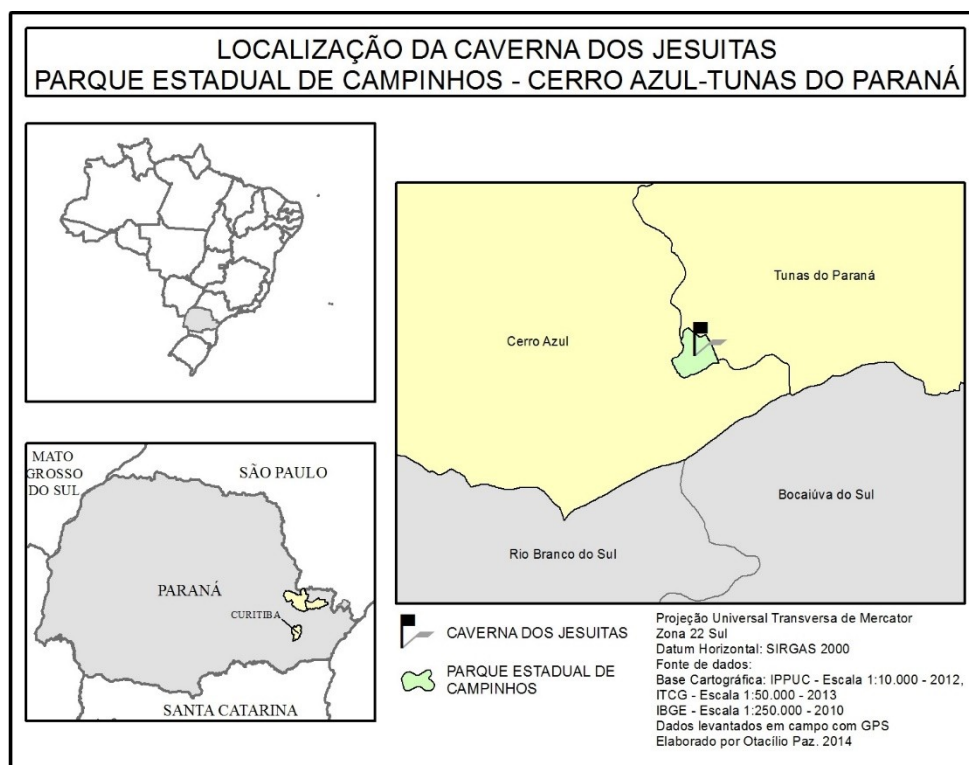 LOCALIZAÇÃO DA CAVERNA DOS JESUITAS
PARQUE ESTADUAL DE CAMPINHOS - CERRO AZUL-TUNAS DO PARANÁ
Tunas do Paraná
Cerro Azul
Bocaiúva do Sul
Rio Branco do Sul
MATO
GROSSO
DO SUL
SÃO PAULO
PARANÁ
CURITIBA
SANTA CATARINA
CAVERNA DOS JESUITAS
PARQUE ESTADUAL DE
CAMPINHOS
Projeção Universal Transversa de Mercator
Zona 22 Sul
Datum Horizontal: SIRGAS 2000
Fonte de dados:
Base Cartográfica: IPPUC - Escala 1:10.000 - 2012,
ITCG - Escala 1:50.000 - 2013
IBGE - Escala 1:250.000 - 2010
Dados levantados em campo com GPS
Elaborado por Otacílio Paz. 2014